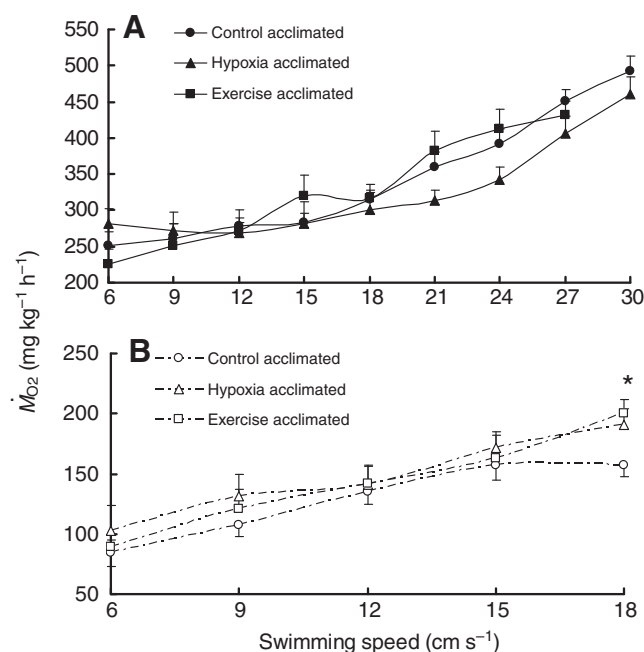 A
Control acclimated
Hypoxia acclimated
Exercise acclimated
550
500
450
400
350
300
250
200
6 9 12 15 18 21 24 27 30
ṀO2 (mg kg–1 h–1)
B
Control acclimated
Hypoxia acclimated
Exercise acclimated
*
250
200
150
100
50
6 9 12 15 18
Swimming speed (cm s–1)